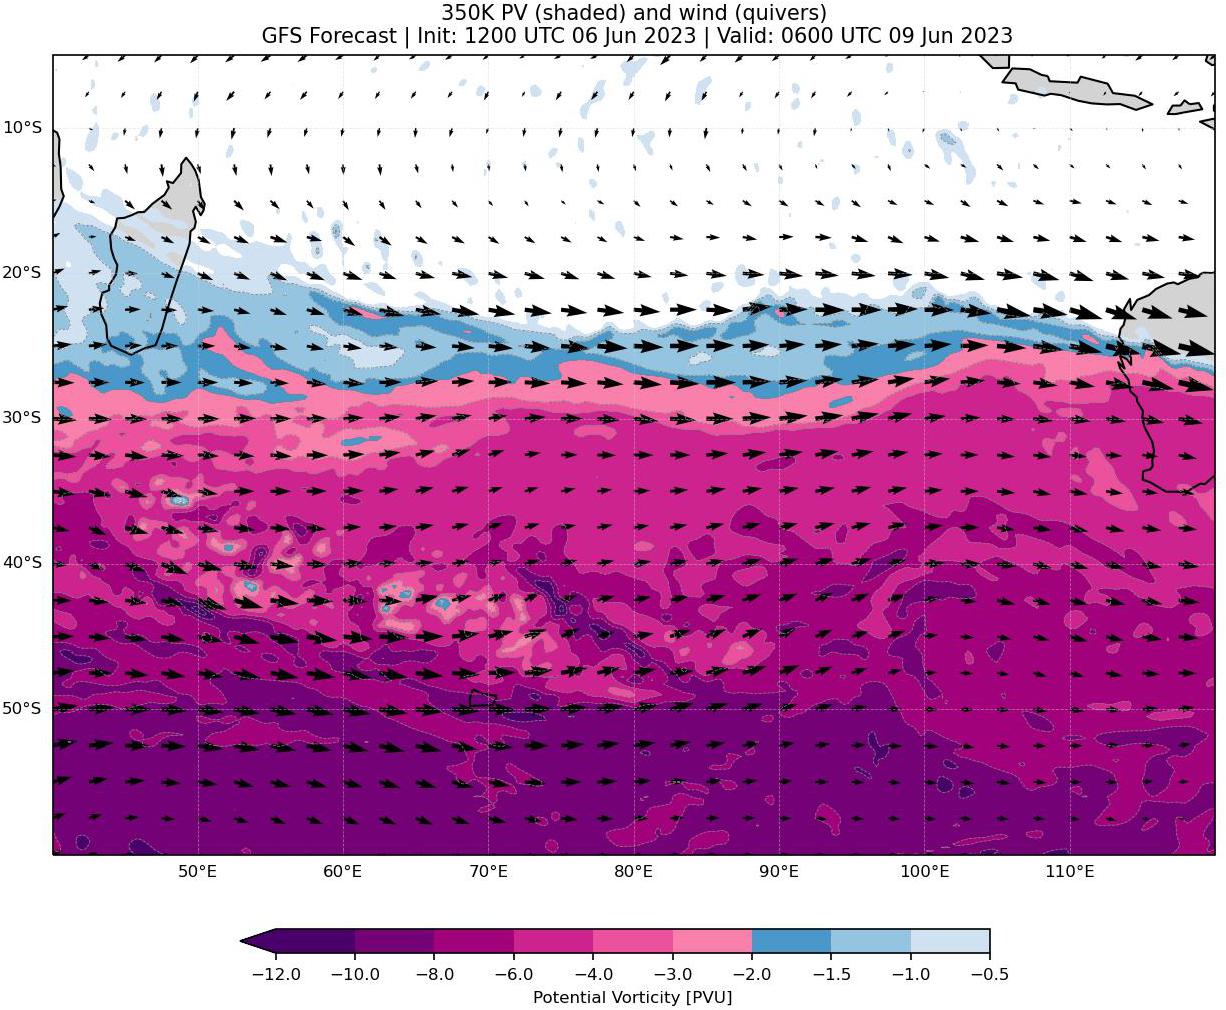 350K PV (shaded) and wind (quivers)
GFS Forecast | Init: 1200 UTC 06 Jun 2023 | Valid: 0600 UTC 09 Jun 2023
10°S
20°S
30°S
40°S
50°S
50°E 60°E 70°E 80°E 90°E 100°E 110°E
−12.0 −10.0 −8.0 −6.0 −4.0 −3.0 −2.0 −1.5 −1.0 −0.5
Potential Vorticity [PVU]